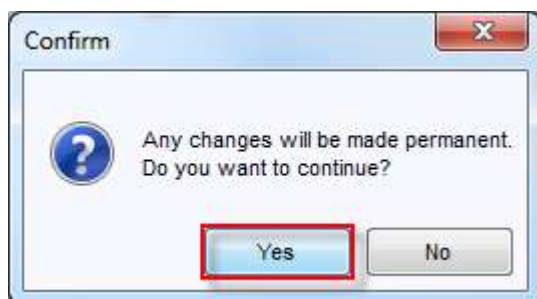 Confirm
Any changes will be made permanent.
Do you want to continue?
Yes
No